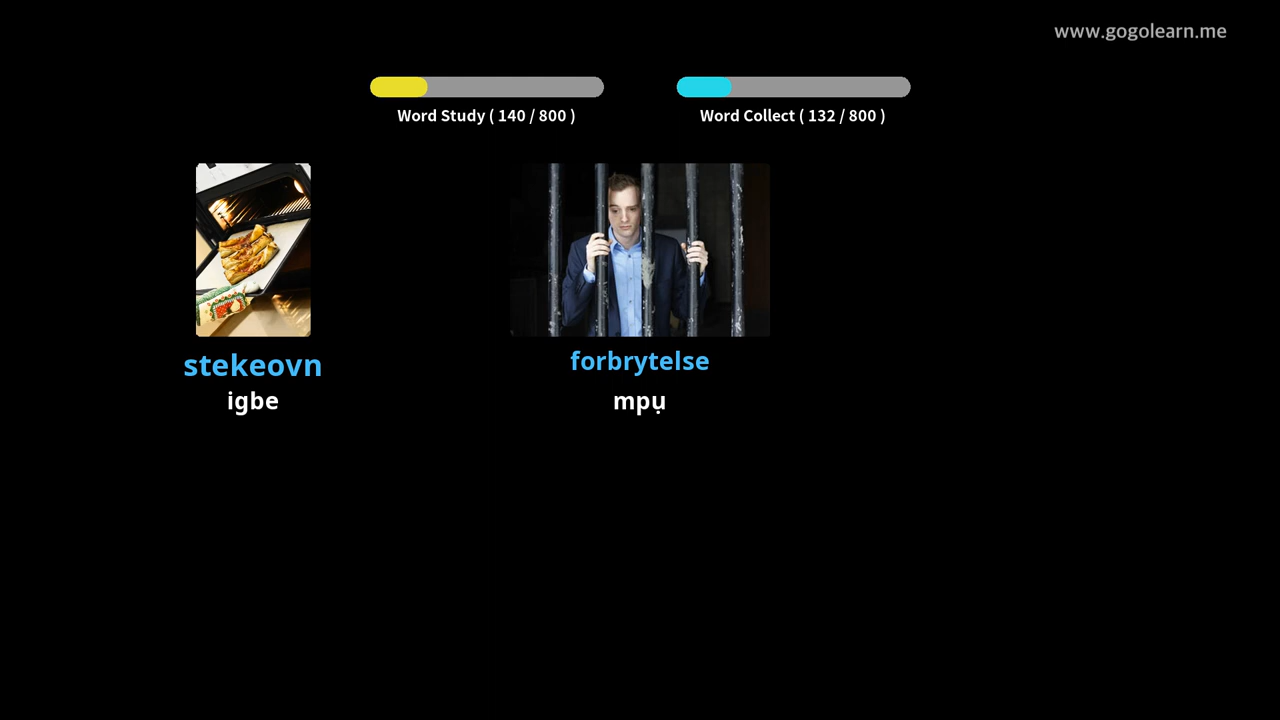 www.gogolearn.me
Word Study ( 140 / 800 )
Word Collect ( 132 / 800 )
stekeovn
igbe
forbrytelse
mpụ